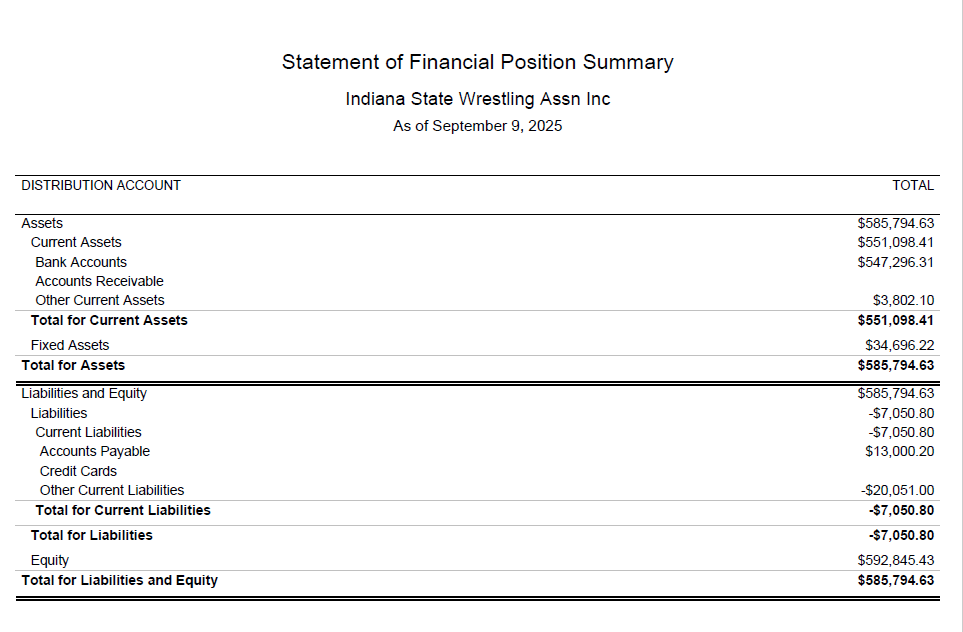 Statement of Financial Position Summary
Indiana State Wrestling Assn Inc
As of September 9, 2025
DISTRIBUTION ACCOUNT TOTAL
Assets $585,794.63
Current Assets $551,098.41
Bank Accounts $547,296.31
Accounts Receivable
Other Current Assets $3,802.10
Total for Current Assets $551,098.41
Fixed Assets $34,696.22
Total for Assets $585,794.63
Liabilities and Equity $585,794.63
Liabilities -$7,050.80
Current Liabilities -$7,050.80
Accounts Payable $13,000.20
Credit Cards
Other Current Liabilities -$20,051.00
Total for Current Liabilities -$7,050.80
Total for Liabilities -$7,050.80
Equity $592,845.43
Total for Liabilities and Equity $585,794.63